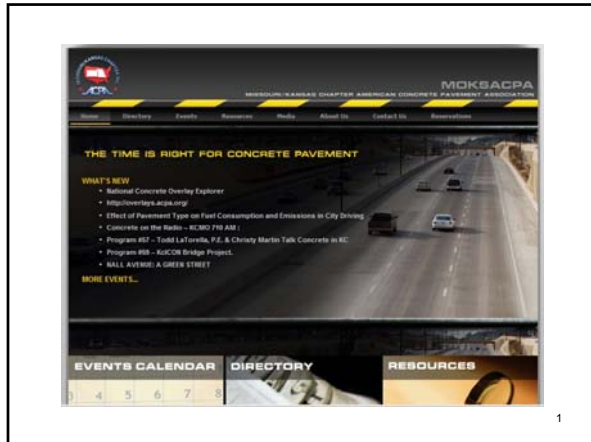 ACPA
MOKSACPA
MISSOURI/KANSAS CHAPTER AMERICAN CONCRETE PAVEMENT ASSOCIATION
Home Directory Events Resources Media About Us Contact Us Reservations
THE TIME IS RIGHT FOR CONCRETE PAVEMENT
WHAT'S NEW
• National Concrete Overlay Explorer
• http://overlays.acpa.org/
• Effect of Pavement Type on Fuel Consumption and Emissions in City Driving
• Concrete on the Radio – KCMO 710 AM :
• Program #57 – Todd LaTorella, P.E. & Christy Martin Talk Concrete in KC
• Program #59 – KcICON Bridge Project.
• NALL AVENUE: A GREEN STREET
MORE EVENTS...
EVENTS CALENDAR DIRECTORY RESOURCES
3 4 5 6 7 8
1